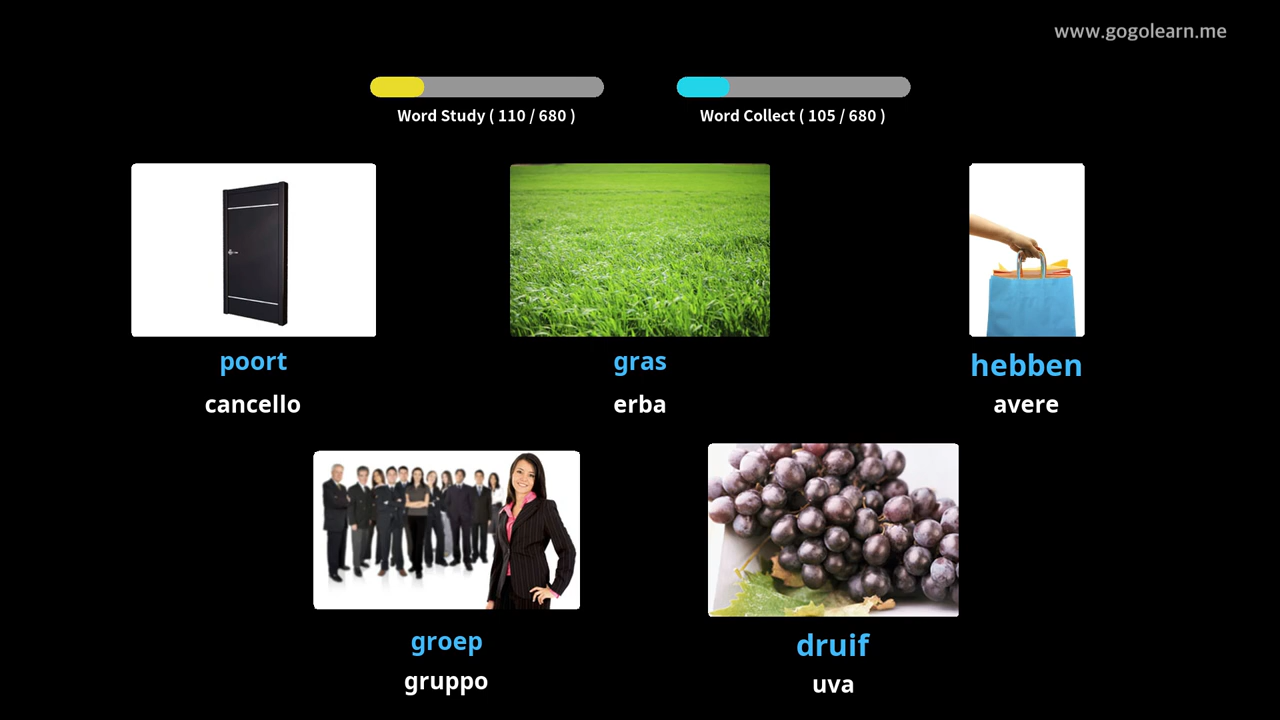 www.gogolearn.me
Word Study ( 110 / 680 )
Word Collect ( 105 / 680 )
poort
gras
hebben
cancello
erba
avere
groep
druif
gruppo
uva